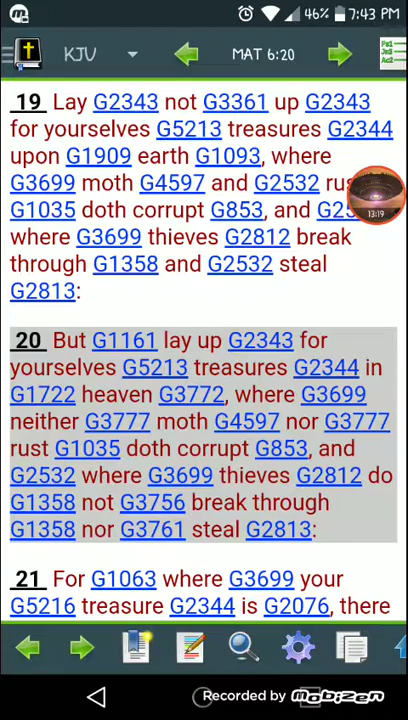 46% 7:43 PM
KJV MAT 6:20
19 Lay G2343 not G3361 up G2343
for yourselves G5213 treasures G2344
upon G1909 earth G1093, where
G3699 moth G4597 and G2532
G1035 doth corrupt G853, and
where G3699 thieves G2812 break
through G1358 and G2532 steal
G2813:
13:19
20 But G1161 lay up G2343 for
yourselves G5213 treasures G2344 in
G1722 heaven G3772, where G3699
neither G3777 moth G4597 nor G3777
rust G1035 doth corrupt G853, and
G2532 where G3699 thieves G2812 do
G1358 not G3756 break through
G1358 nor G3761 steal G2813:
21 For G1063 where G3699 your
G5216 treasure G2344 is G2076, there
Recorded by mobizen